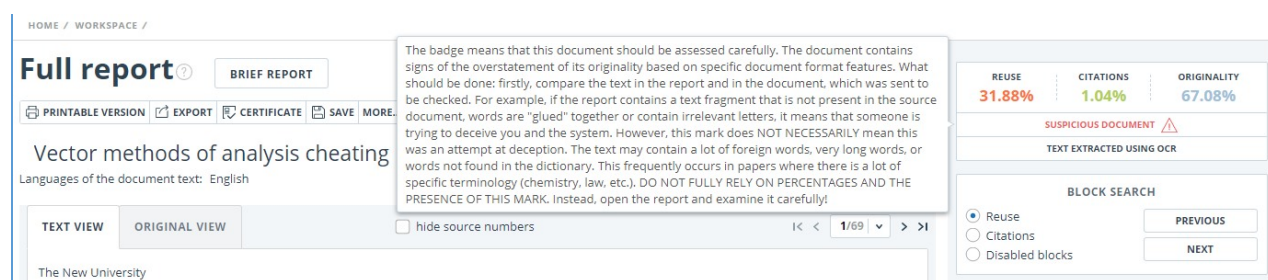 HOME / WORKSPACE /
Full report
BRIEF REPORT
PRINTABLE VERSION EXPORT CERTIFICATE SAVE MORE.
Vector methods of analysis cheating
Languages of the document text: English
The badge means that this document should be assessed carefully. The document contains
signs of the overstatement of its originality based on specific document format features. What
should be done: firstly, compare the text in the report and in the document, which was sent to
be checked. For example, if the report contains a text fragment that is not present in the source
document, words are "glued" together or contain irrelevant letters, it means that someone is
trying to deceive you and the system. However, this mark does NOT NECESSARILY mean this
was an attempt at deception. The text may contain a lot of foreign words, very long words, or
words not found in the dictionary. This frequently occurs in papers where there is a lot of
specific terminology (chemistry, law, etc.). DO NOT FULLY RELY ON PERCENTAGES AND THE
PRESENCE OF THIS MARK. Instead, open the report and examine it carefully!
REUSE CITATIONS ORIGINALITY
31.88% 1.04% 67.08%
SUSPICIOUS DOCUMENT
TEXT EXTRACTED USING OCR
TEXT VIEW ORIGINAL VIEW
hide source numbers
1/69
The New University
BLOCK SEARCH
Reuse
Citations
Disabled blocks
PREVIOUS
NEXT